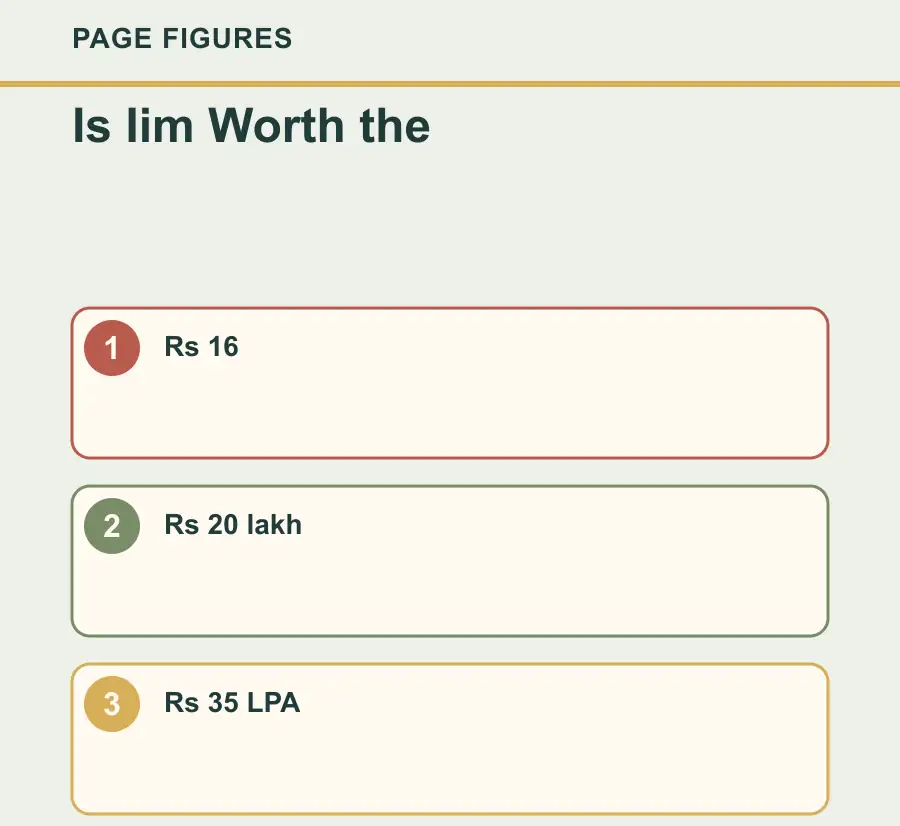 PAGE FIGURES
Is Iim Worth the
1
Rs 16
2
Rs 20 lakh
3
Rs 35 LPA